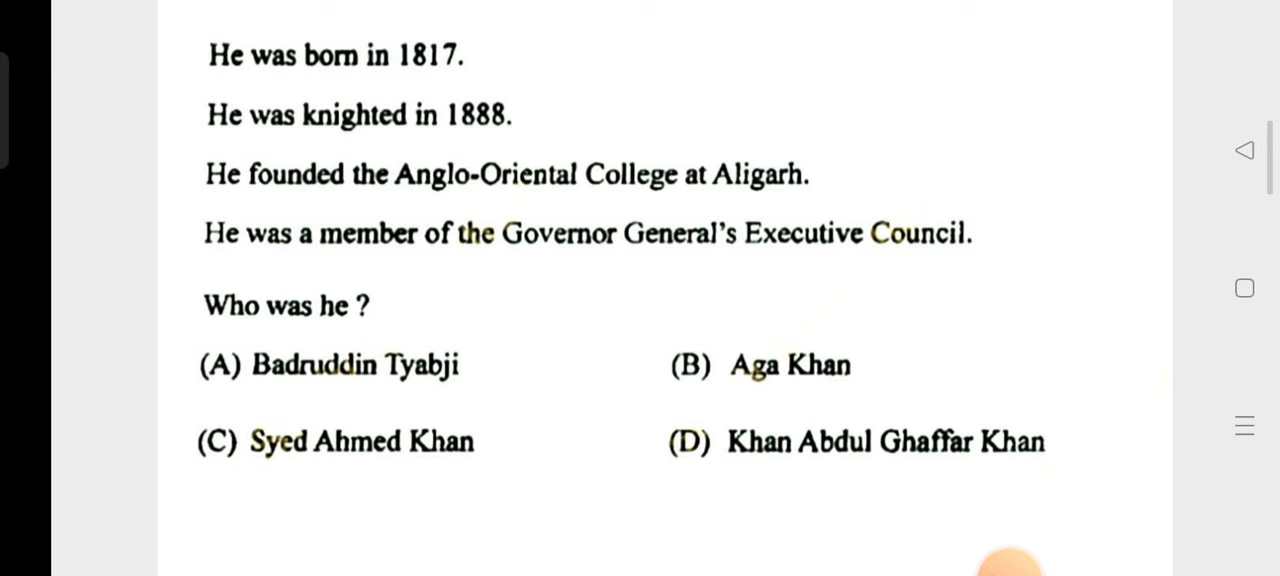 He was born in 1817.
He was knighted in 1888.
He founded the Anglo-Oriental College at Aligarh.
He was a member of the Governor General's Executive Council.
Who was he ?
(A) Badruddin Tyabji (B) Aga Khan
(C) Syed Ahmed Khan (D) Khan Abdul Ghaffar Khan